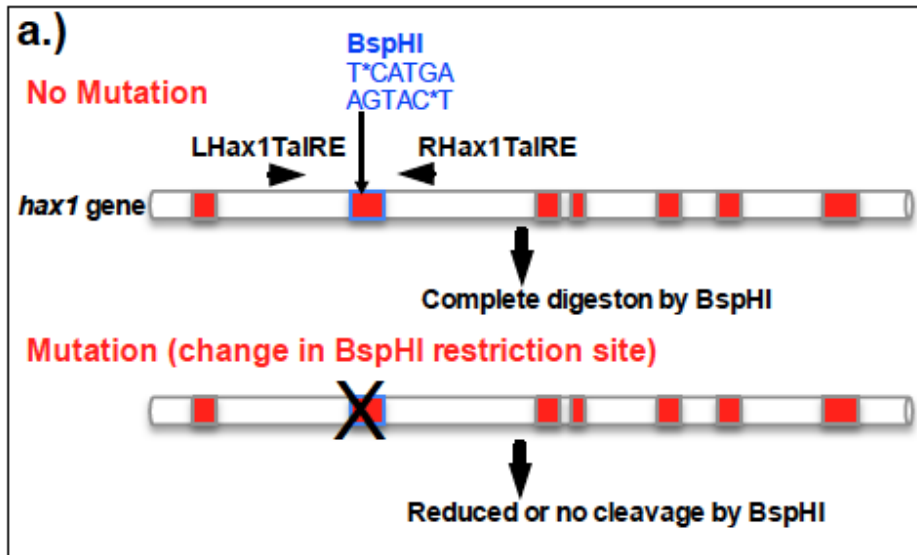 a.)
BspHI
T*CATGA
AGTAC*T
No Mutation
LHax1TalRE RHax1TalRE
hax1 gene
Complete digeston by BspHI
Mutation (change in BspHI restriction site)
X
Reduced or no cleavage by BspHI